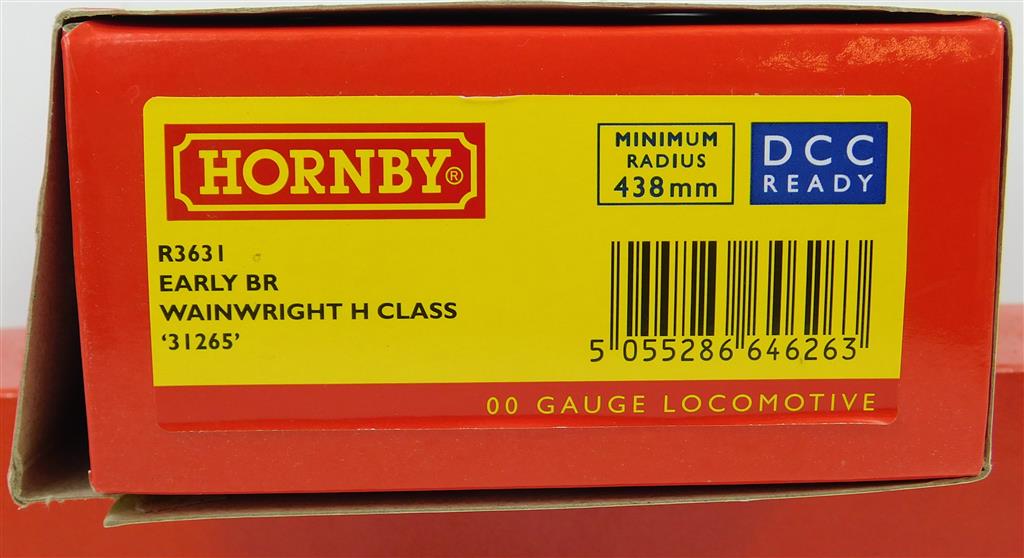 HORNBY®
MINIMUM
RADIUS
438mm
DCC
READY
R3631
EARLY BR
WAINWRIGHT H CLASS
‘31265’
5 055286 646263
00 GAUGE LOCOMOTIVE